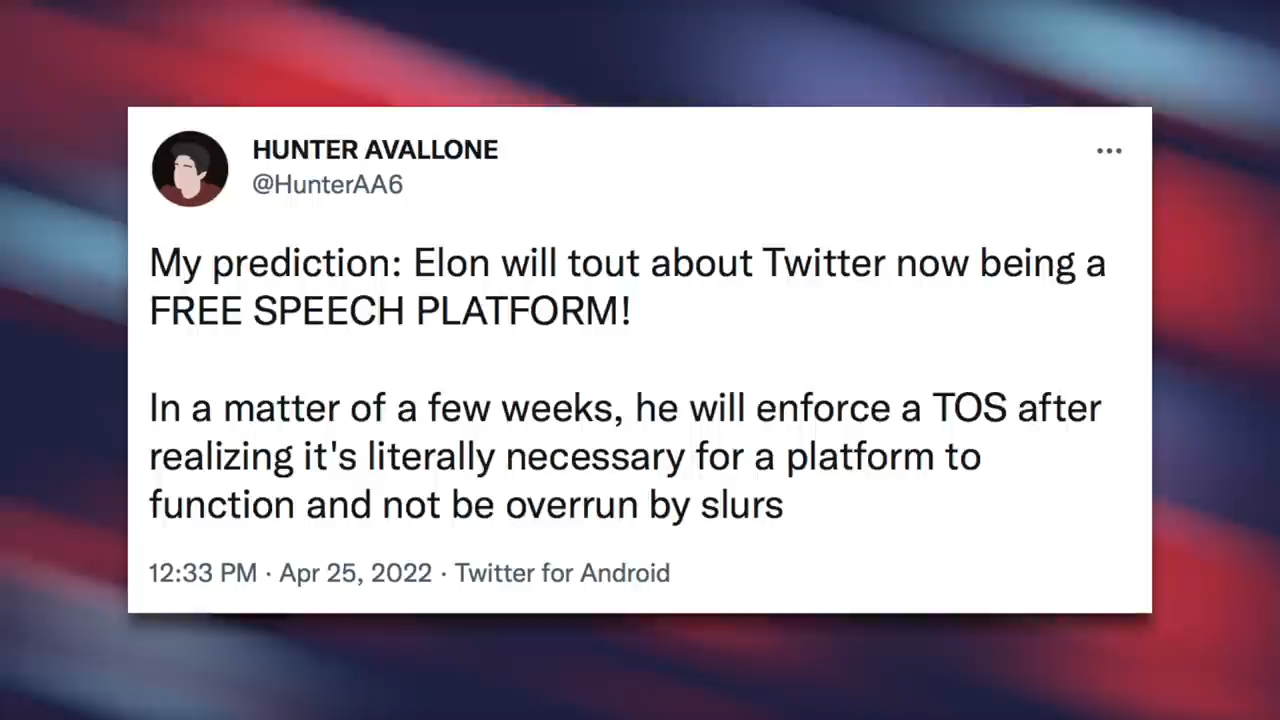 HUNTER AVALLONE
@HunterAA6
My prediction: Elon will tout about Twitter now being a
FREE SPEECH PLATFORM!
In a matter of a few weeks, he will enforce a TOS after
realizing it's literally necessary for a platform to
function and not be overrun by slurs
12:33 PM · Apr 25, 2022 · Twitter for Android